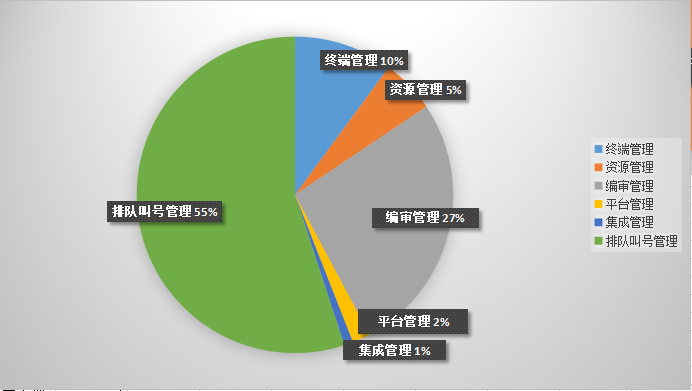 终端管理 10%
资源管理 5%
编审管理 27%
平台管理 2%
集成管理 1%
排队叫号管理 55%
终端管理
资源管理
编审管理
平台管理
集成管理
排队叫号管理